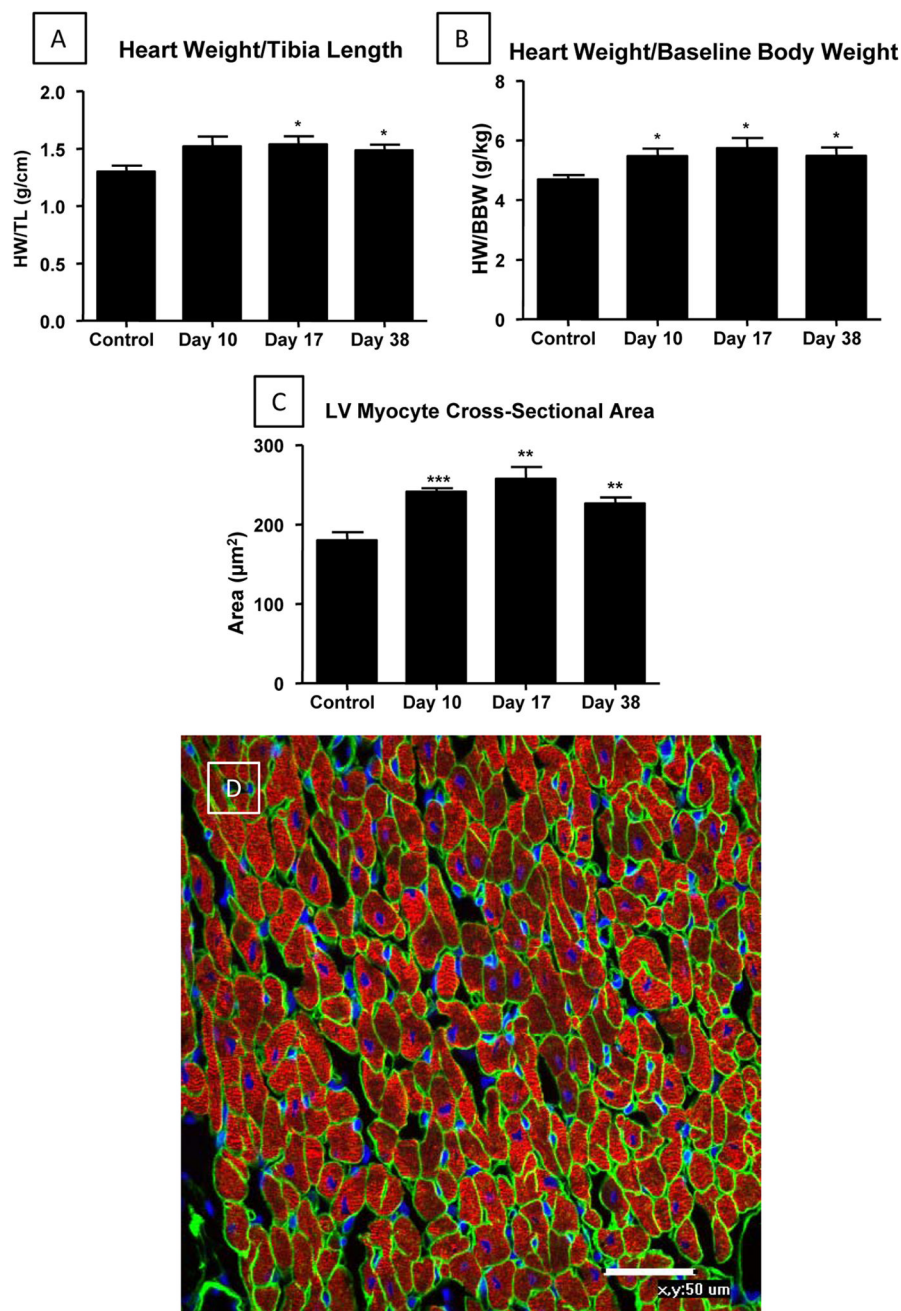 A
Heart Weight/Tibia Length
HW/TL (g/cm)
2.0
1.5
1.0
0.5
0.0
*
*
Control Day 10 Day 17 Day 38
B
Heart Weight/Baseline Body Weight
HW/BBW (g/kg)
8
6
4
2
0
*
*
*
Control Day 10 Day 17 Day 38
C
LV Myocyte Cross-Sectional Area
Area (µm²)
300
200
100
0
***
**
**
Control Day 10 Day 17 Day 38
D
x,y:50 um